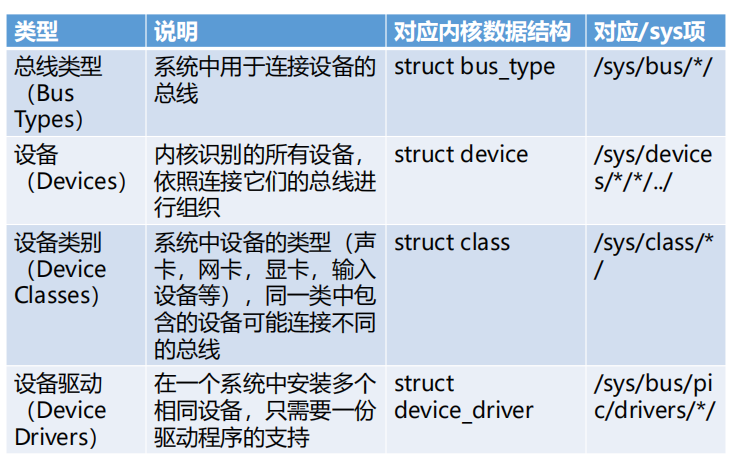 类型 说明 对应内核数据结构 对应/sys项
总线类型 系统中用于连接设备的 struct bus_type /sys/bus/*/
（Bus 总线
Types）
设备 内核识别的所有设备， struct device /sys/device
（Devices） 依照连接它们的总线进 s/*/*/../
行组织
设备类别 系统中设备的类型（声 struct class /sys/class/*
（Device 卡，网卡，显卡，输入 /
Classes） 设备等），同一类中包
含的设备可能连接不同
的总线
设备驱动 在一个系统中安装多个 struct /sys/bus/pi
（Device 相同设备，只需要一份 device_driver c/drivers/*/
Drivers） 驱动程序的支持